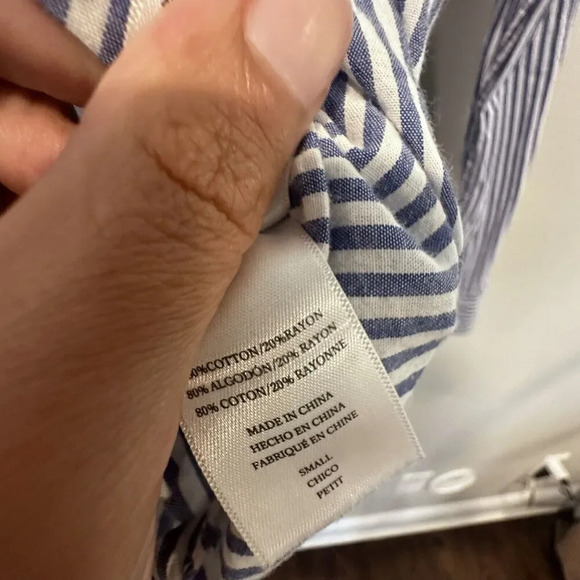 0%COTTON/20%RAYON
80% ALGODÓN/20% RAYON
80% COTON/20% RAYONNE
MADE IN CHINA
HECHO EN CHINA
FABRIQUÉ EN CHINE
SMALL
CHICO
PETIT